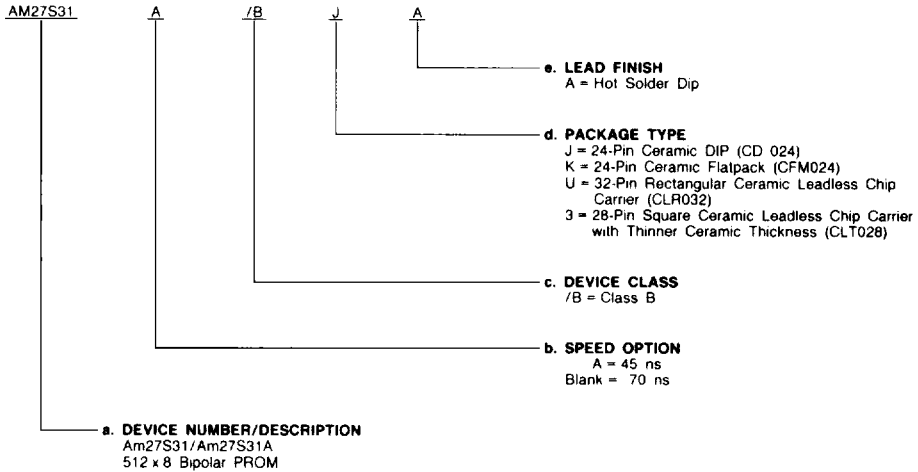 AM27S31 A /B J A
e. LEAD FINISH
A = Hot Solder Dip
d. PACKAGE TYPE
J = 24-Pin Ceramic DIP (CD 024)
K = 24-Pin Ceramic Flatpack (CFM024)
U = 32-Pin Rectangular Ceramic Leadless Chip
Carrier (CLR032)
3 = 28-Pin Square Ceramic Leadless Chip Carrier
with Thinner Ceramic Thickness (CLT028)
c. DEVICE CLASS
/B = Class B
b. SPEED OPTION
A = 45 ns
Blank = 70 ns
a. DEVICE NUMBER/DESCRIPTION
Am27S31/Am27S31A
512 x 8 Bipolar PROM